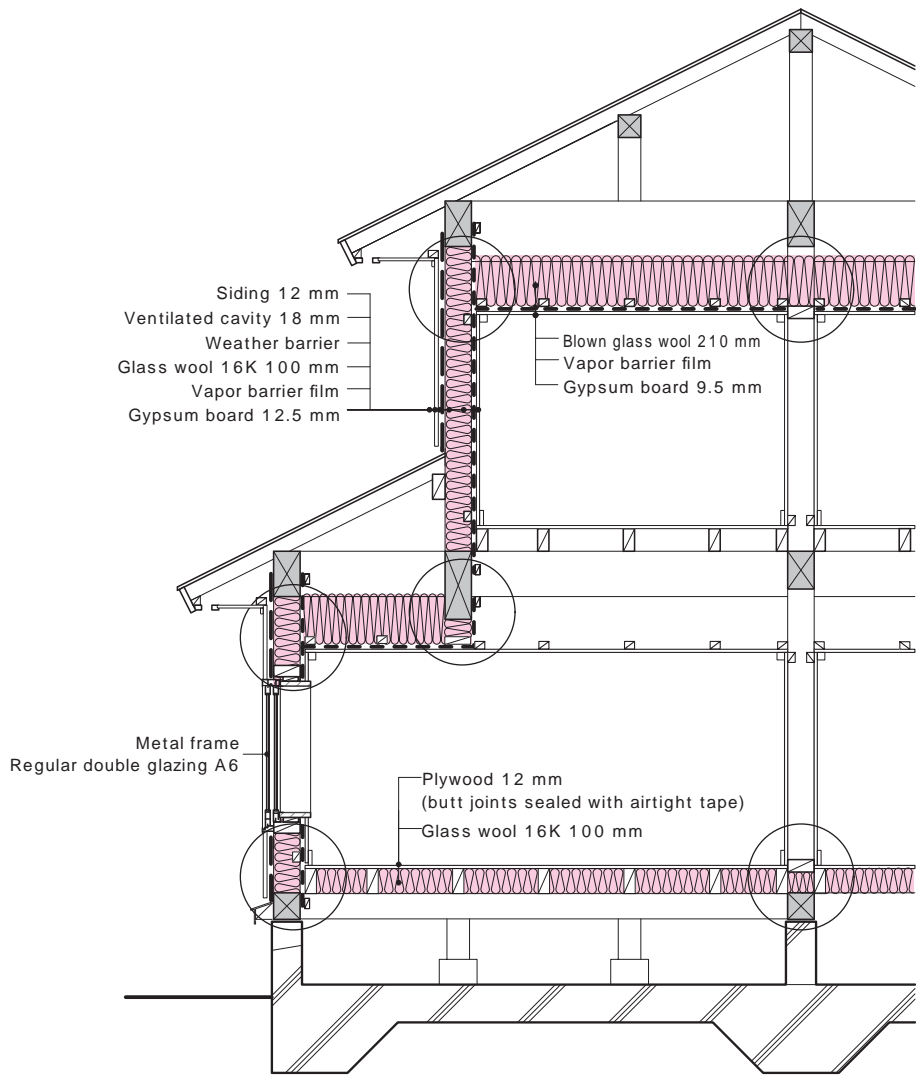 Siding 12 mm
Ventilated cavity 18 mm
Weather barrier
Glass wool 16K 100 mm
Vapor barrier film
Gypsum board 12.5 mm
Blown glass wool 210 mm
Vapor barrier film
Gypsum board 9.5 mm
Metal frame
Regular double glazing A6
Plywood 12 mm
(butt joints sealed with airtight tape)
Glass wool 16K 100 mm